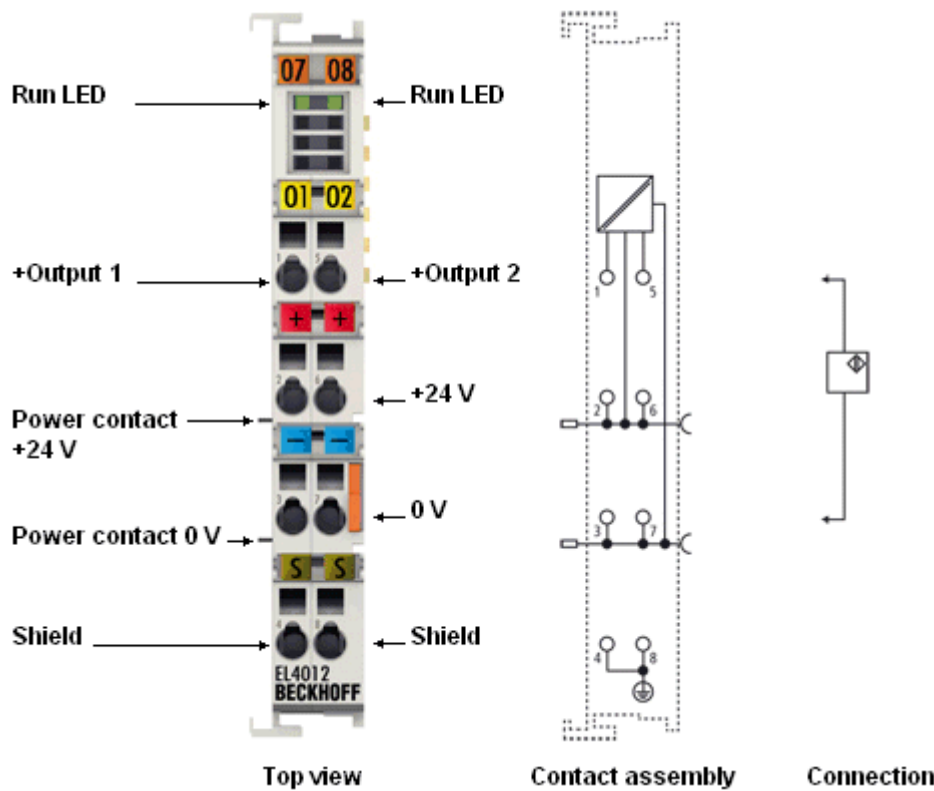 07 08
Run LED
Run LED
01 02
1 5
+Output 1
+Output 2
+ +
2 6
+24 V
Power contact
+24 V
− −
3 7
0 V
Power contact 0 V
S S
4 8
Shield
Shield
EL4012
BECKHOFF
1 5
2 6
3 7
4 8
Top view
Contact assembly
Connection